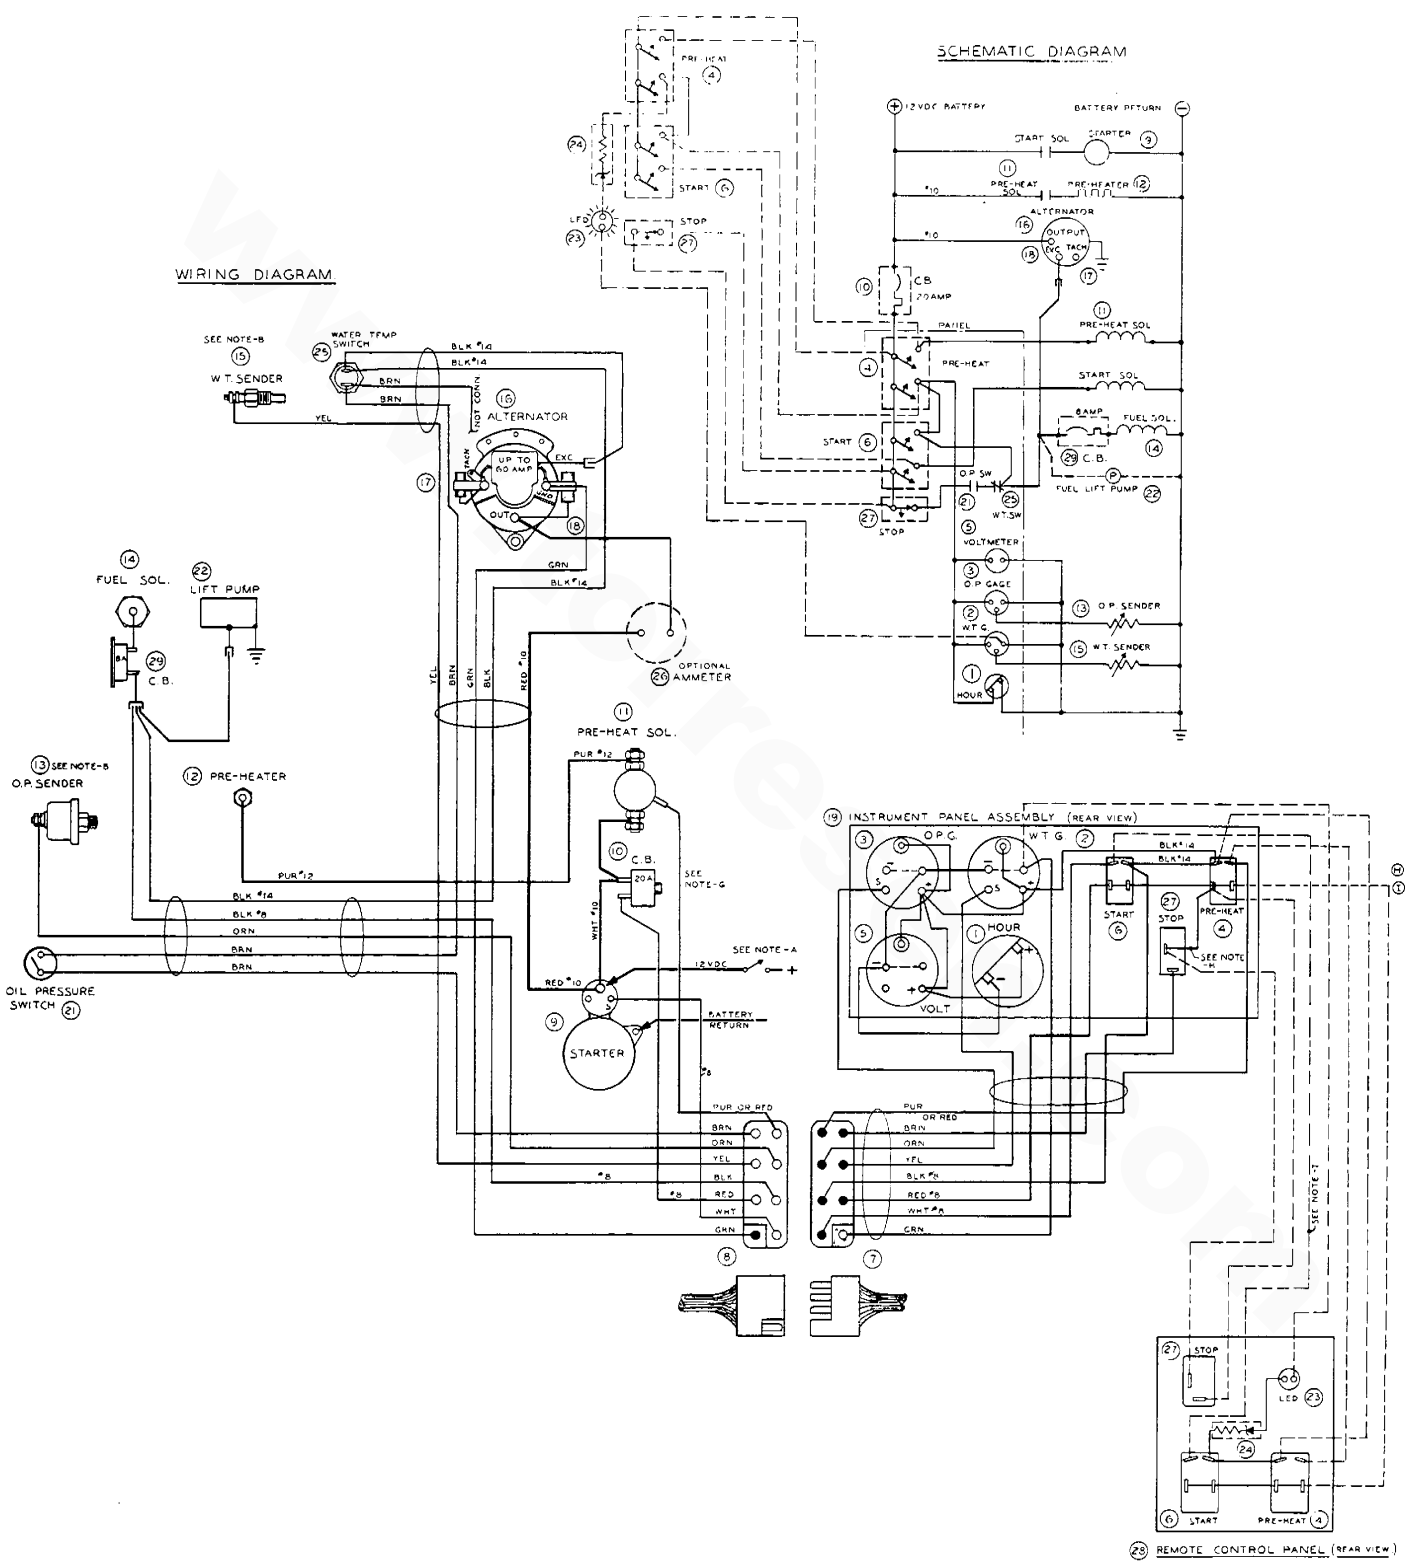 SCHEMATIC DIAGRAM
PRE-HEAT
4
24
START 6
LED
23
STOP
27
+ 12 VDC BATTERY
BATTERY RETURN −
START SOL
STARTER 9
11
#10
PRE-HEAT SOL
PRE-HEATER 12
ALTERNATOR
16
OUTPUT
#10
EXC
TACH
18
17
10
C.B.
20 AMP
PANEL
11
PRE-HEAT SOL
4
PRE-HEAT
START SOL
8AMP
FUEL SOL.
START 6
29 C.B.
14
O.P. SW
P
FUEL LIFT PUMP 22
21
25
W.T.SW
27
STOP
5
VOLTMETER
3
O.P. GAGE
2
W.T.G.
13 O.P. SENDER
15 W.T. SENDER
1
HOUR
WIRING DIAGRAM
SEE NOTE-B
15
W.T. SENDER
WATER TEMP SWITCH
25
BLK #14
BLK #14
BRN
BRN
YEL
NOT CONN.
16
ALTERNATOR
TACH
EXC
UP TO 60 AMP
GND
OUT
17
18
GRN
BLK #14
14
FUEL SOL.
22
LIFT PUMP
8A
29
C.B.
YEL
BRN
GRN
BLK
RED #10
OPTIONAL
26 AMMETER
11
PRE-HEAT SOL.
PUR #12
13 SEE NOTE-B
O.P. SENDER
12 PRE-HEATER
PUR #12
10
C.B.
20A
SEE NOTE-G
WHT #10
BLK #14
BLK #8
ORN
BRN
BRN
OIL PRESSURE
SWITCH 21
SEE NOTE-A
12 VDC
+
RED #10
S
9
BATTERY RETURN
STARTER
#8
19 INSTRUMENT PANEL ASSEMBLY (REAR VIEW)
3
O.P.G.
W.T.G. 2
−
S
+
−
S
+
5
−
+
VOLT
1
HOUR
+
−
BLK #14
BLK #14
START
6
27
STOP
PRE-HEAT
4
SEE NOTE
-H
H
I
PUR OR RED
BRN
ORN
YEL
#8
BLK
#8
RED
WHT
GRN
8
PUR
OR RED
BRN
ORN
YEL
BLK #8
RED #8
WHT #8
GRN
7
SEE NOTE-I
27
STOP
LED
23
24
6
START
PRE-HEAT 4
28 REMOTE CONTROL PANEL (REAR VIEW)